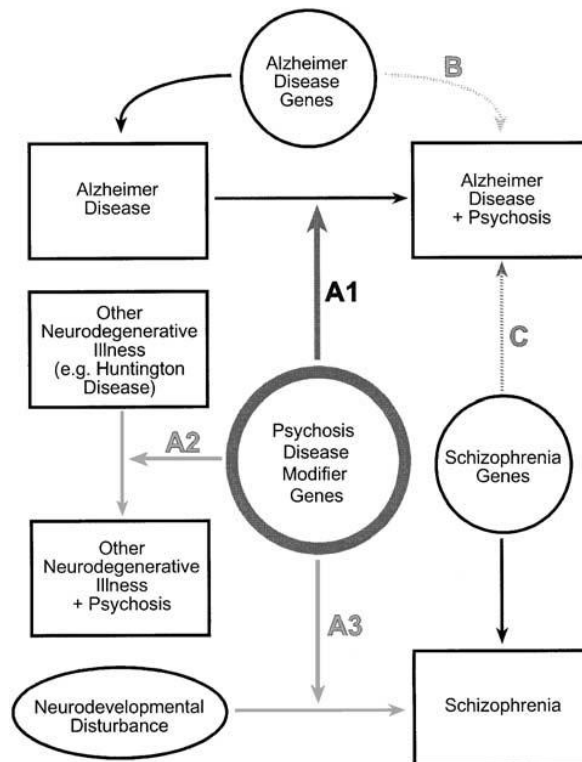 Alzheimer
Disease
Genes
B
Alzheimer
Disease
Alzheimer
Disease
+ Psychosis
A1
Other
Neurodegenerative
Illness
(e.g. Huntington
Disease)
C
A2
Psychosis
Disease
Modifier
Genes
Schizophrenia
Genes
Other
Neurodegenerative
Illness
+ Psychosis
A3
Neurodevelopmental
Disturbance
Schizophrenia